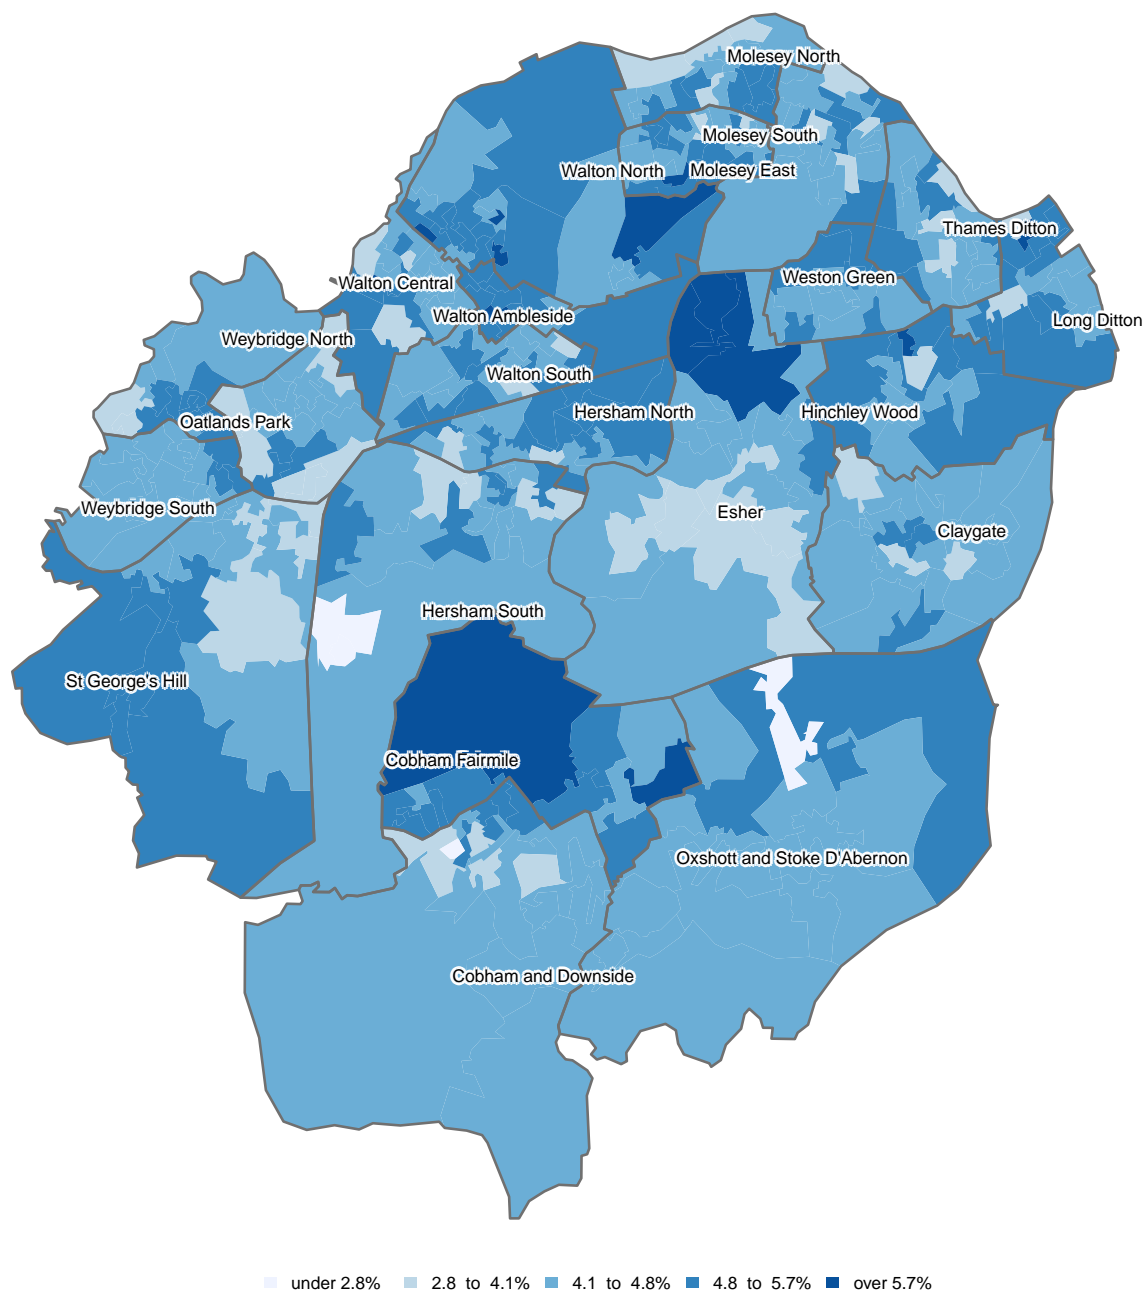 Molesey North
Molesey South
Walton North
Molesey East
Thames Ditton
Weston Green
Walton Central
Walton Ambleside
Long Ditton
Weybridge North
Walton South
Hersham North
Hinchley Wood
Oatlands Park
Weybridge South
Esher
Claygate
Hersham South
St George's Hill
Cobham Fairmile
Oxshott and Stoke D'Abernon
Cobham and Downside
under 2.8% 2.8 to 4.1% 4.1 to 4.8% 4.8 to 5.7% over 5.7%